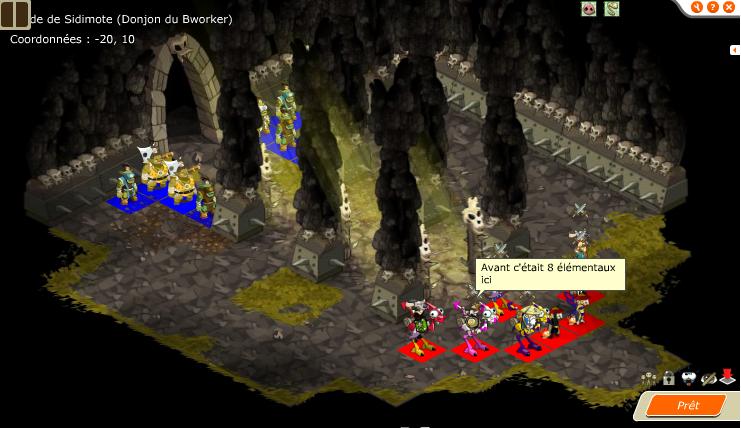 de de Sidimote (Donjon du Bworker)
Coordonnées : -20, 10
Avant c'était 8 élémentaux
ici
Prêt